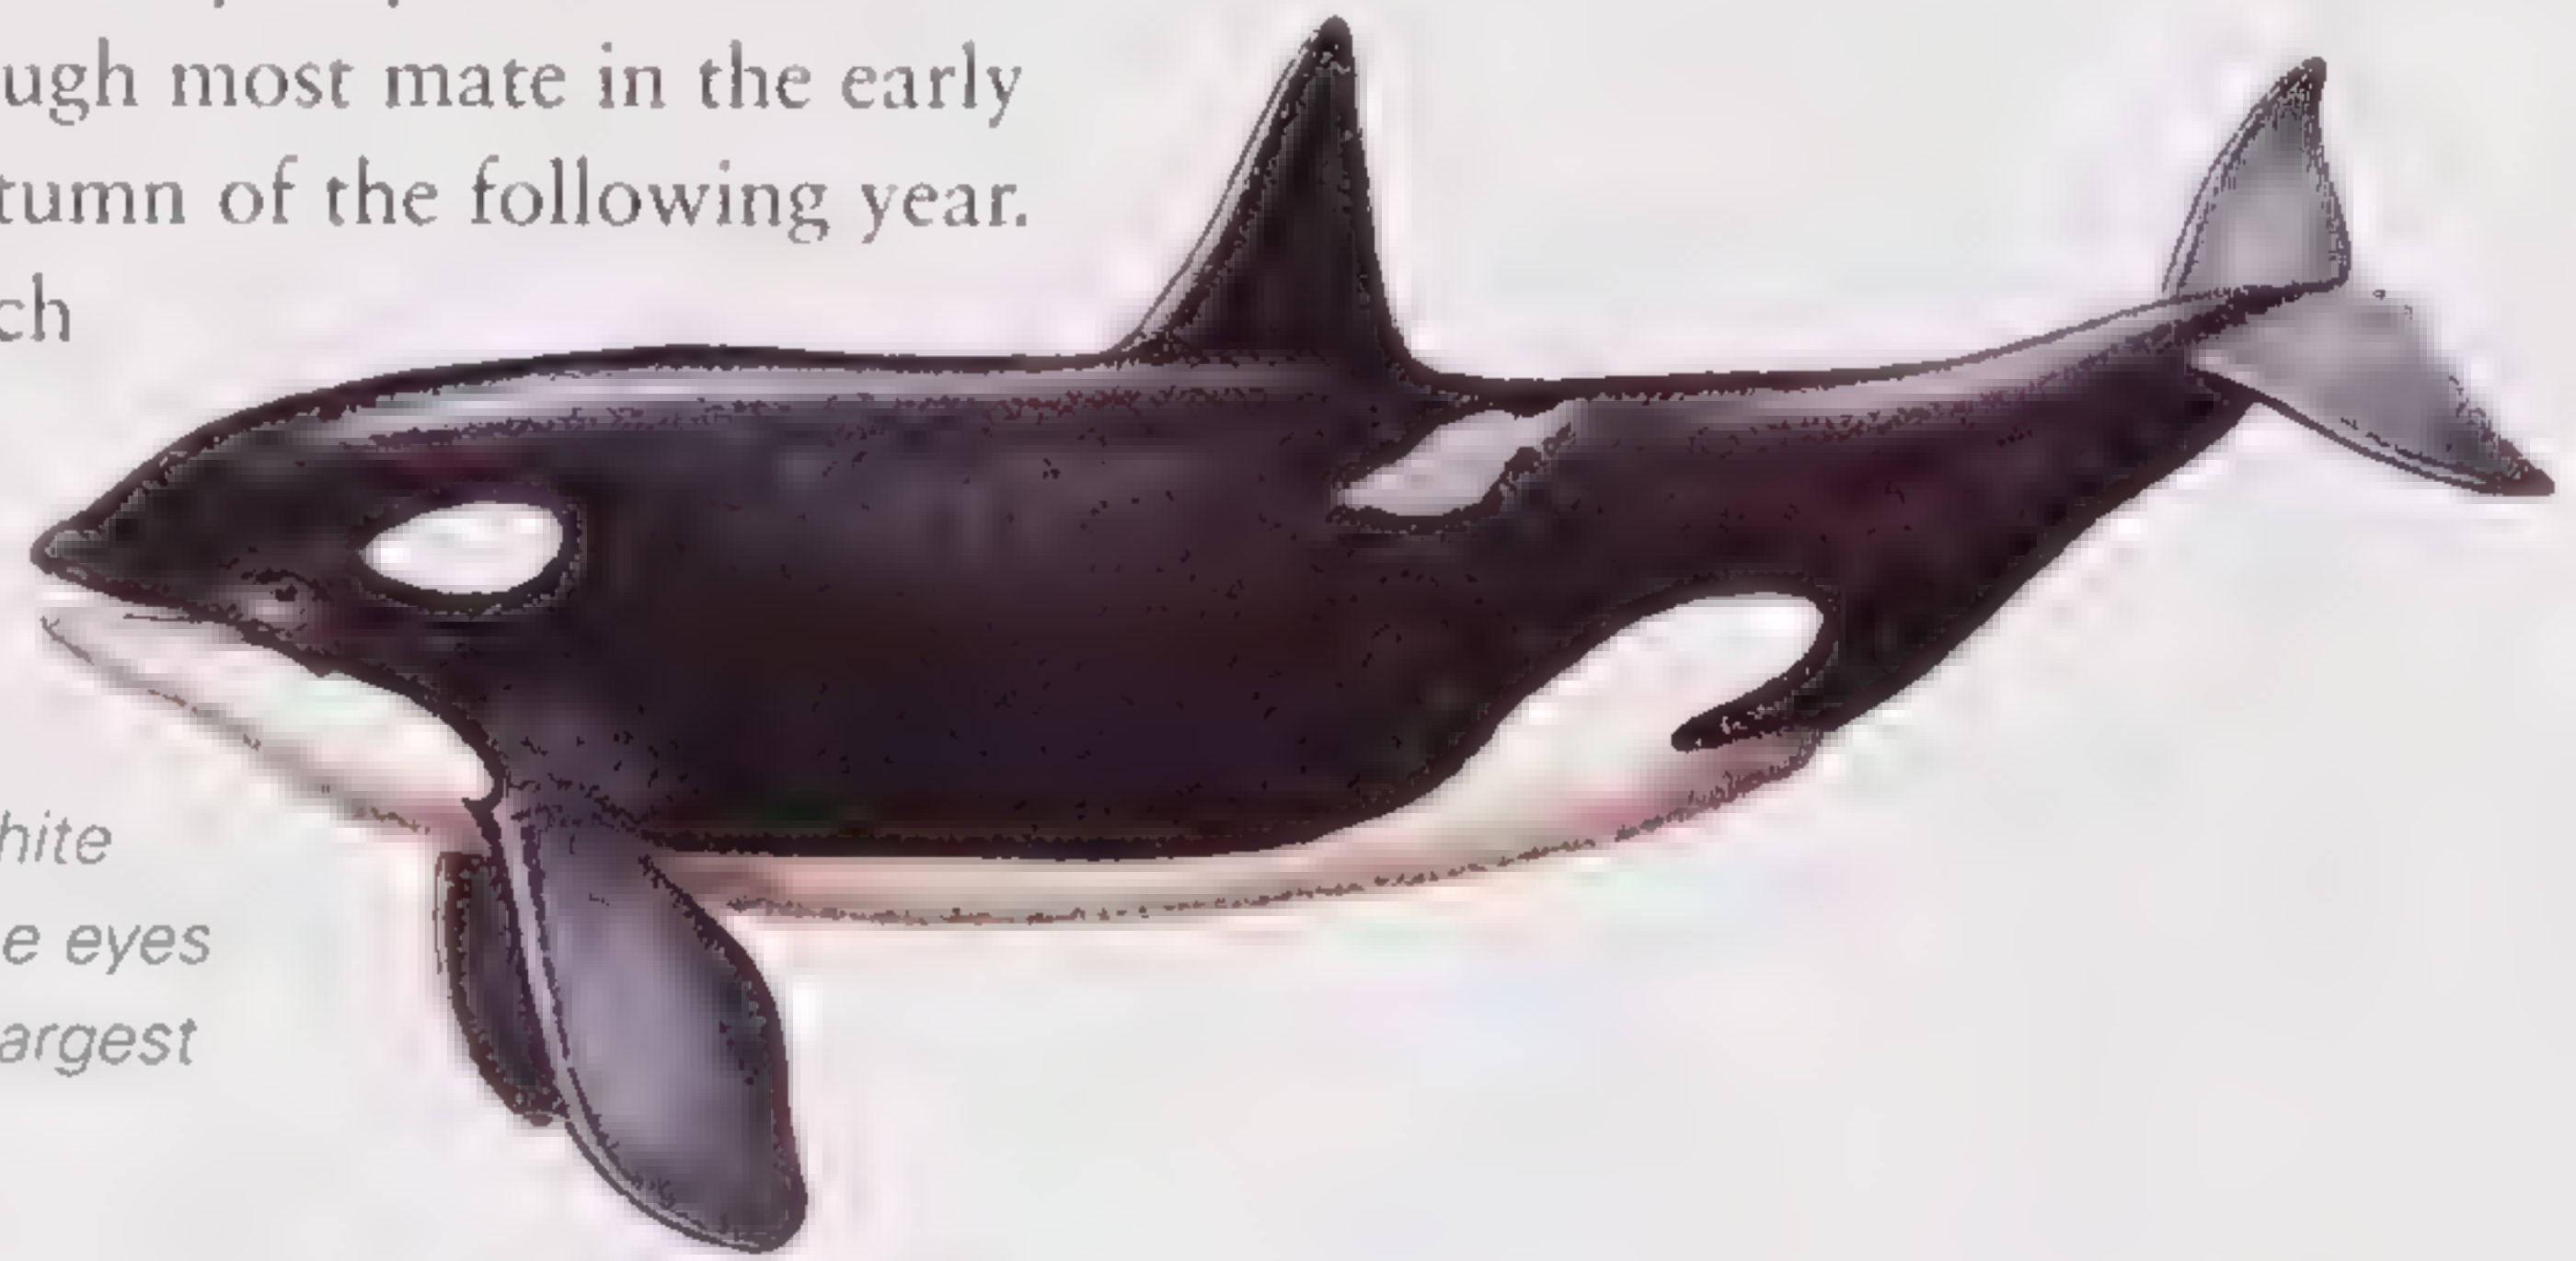 ugh most mate in the early
tumn of the following year.
ch
hite
e eyes
argest